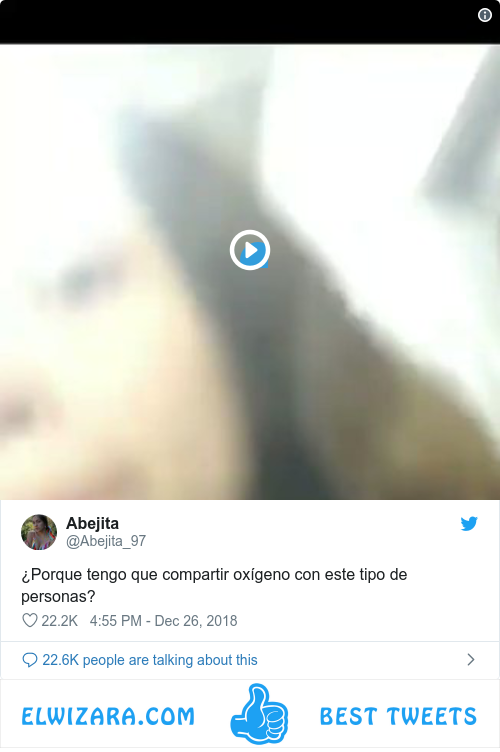 Abejita
@Abejita_97
¿Porque tengo que compartir oxígeno con este tipo de
personas?
22.2K 4:55 PM - Dec 26, 2018
22.6K people are talking about this
ELWIZARA.COM BEST TWEETS